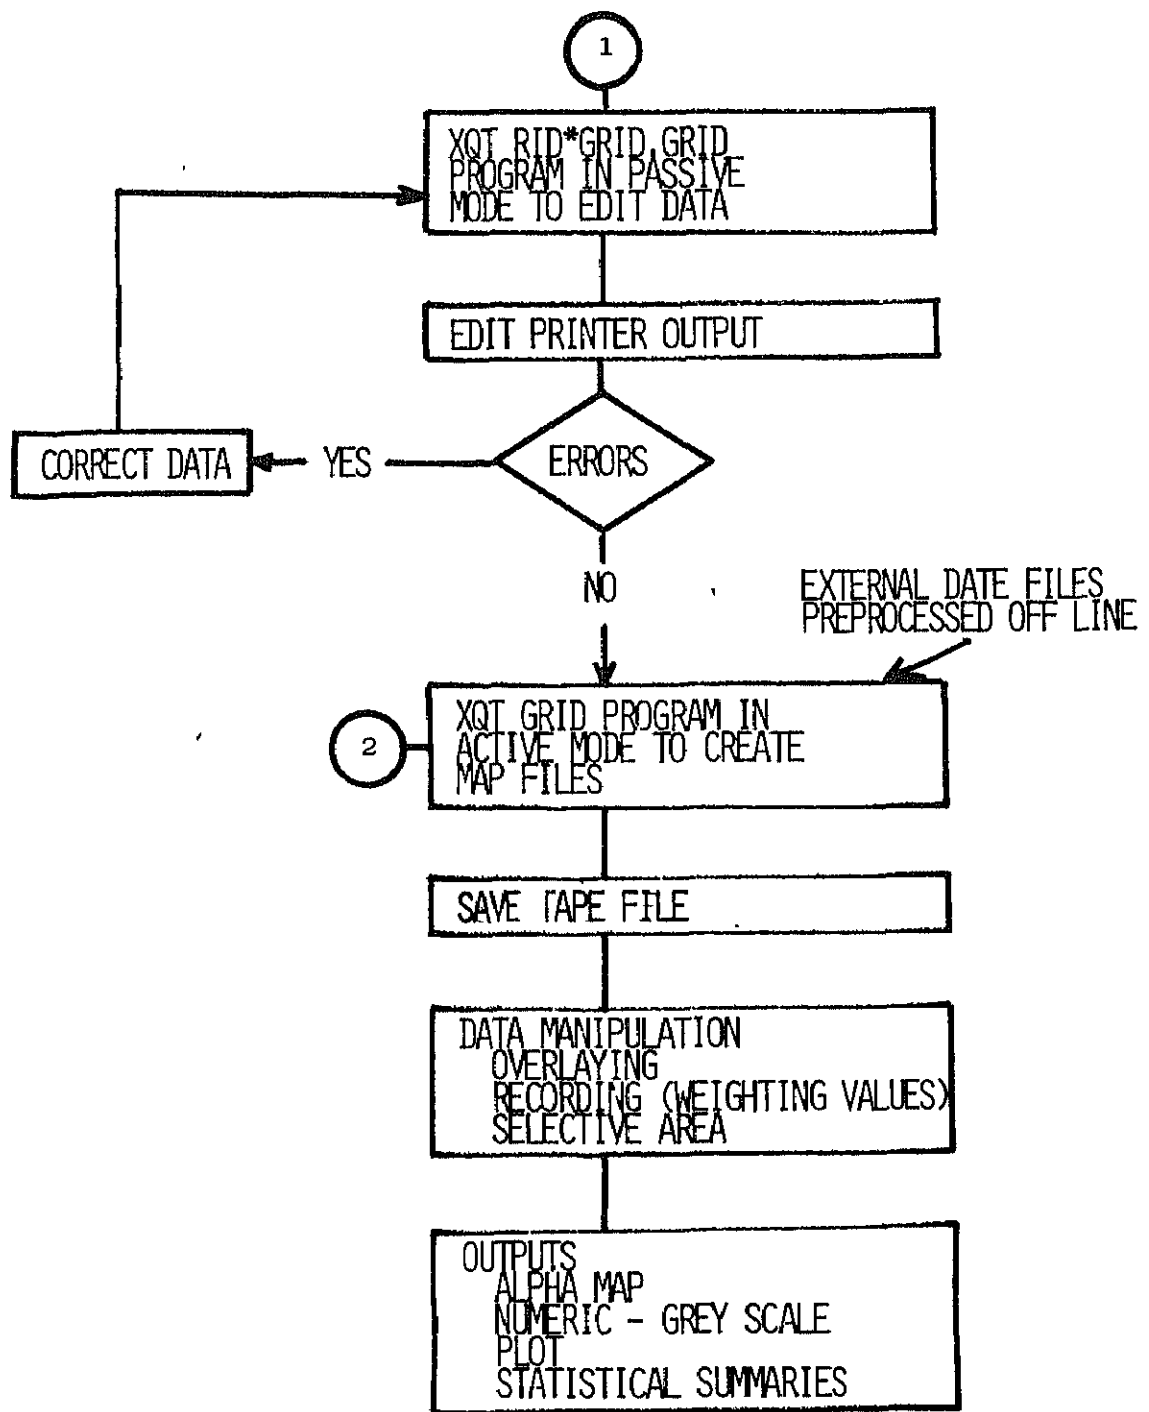 1
XQT RID*GRID.GRID
PROGRAM IN PASSIVE
MODE TO EDIT DATA
EDIT PRINTER OUTPUT
ERRORS
YES
CORRECT DATA
NO
EXTERNAL DATE FILES
PREPROCESSED OFF LINE
2
XQT GRID PROGRAM IN
ACTIVE MODE TO CREATE
MAP FILES
SAVE TAPE FILE
DATA MANIPULATION
OVERLAYING
RECORDING (WEIGHTING VALUES)
SELECTIVE AREA
OUTPUTS
ALPHA MAP
NUMERIC - GREY SCALE
PLOT
STATISTICAL SUMMARIES